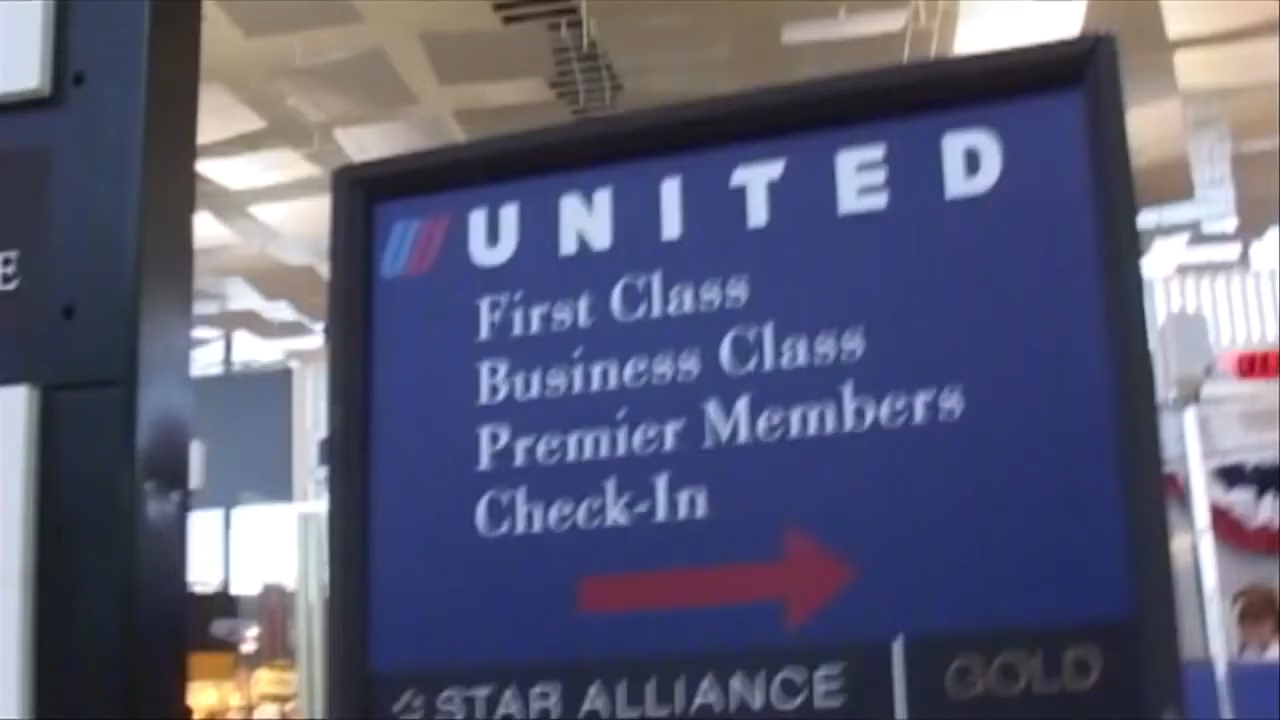 UNITED
First Class
Business Class
Premier Members
Check-In
STAR ALLIANCE | GOLD
E